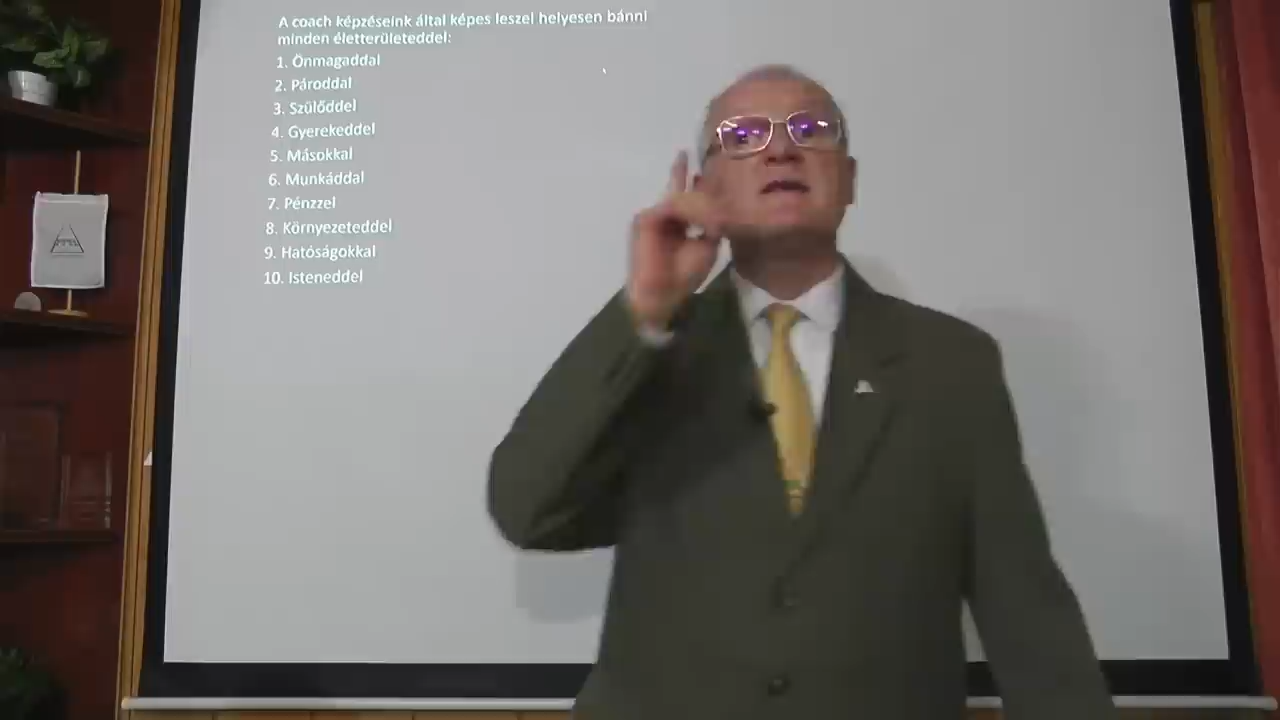 A coach képzéseink által képes leszel helyesen bánni
minden életterületeddel:
1. Önmagaddal
2. Pároddal
3. Szülőddel
4. Gyerekeddel
5. Másokkal
6. Munkáddal
7. Pénzzel
8. Környezeteddel
9. Hatóságokkal
10. Isteneddel